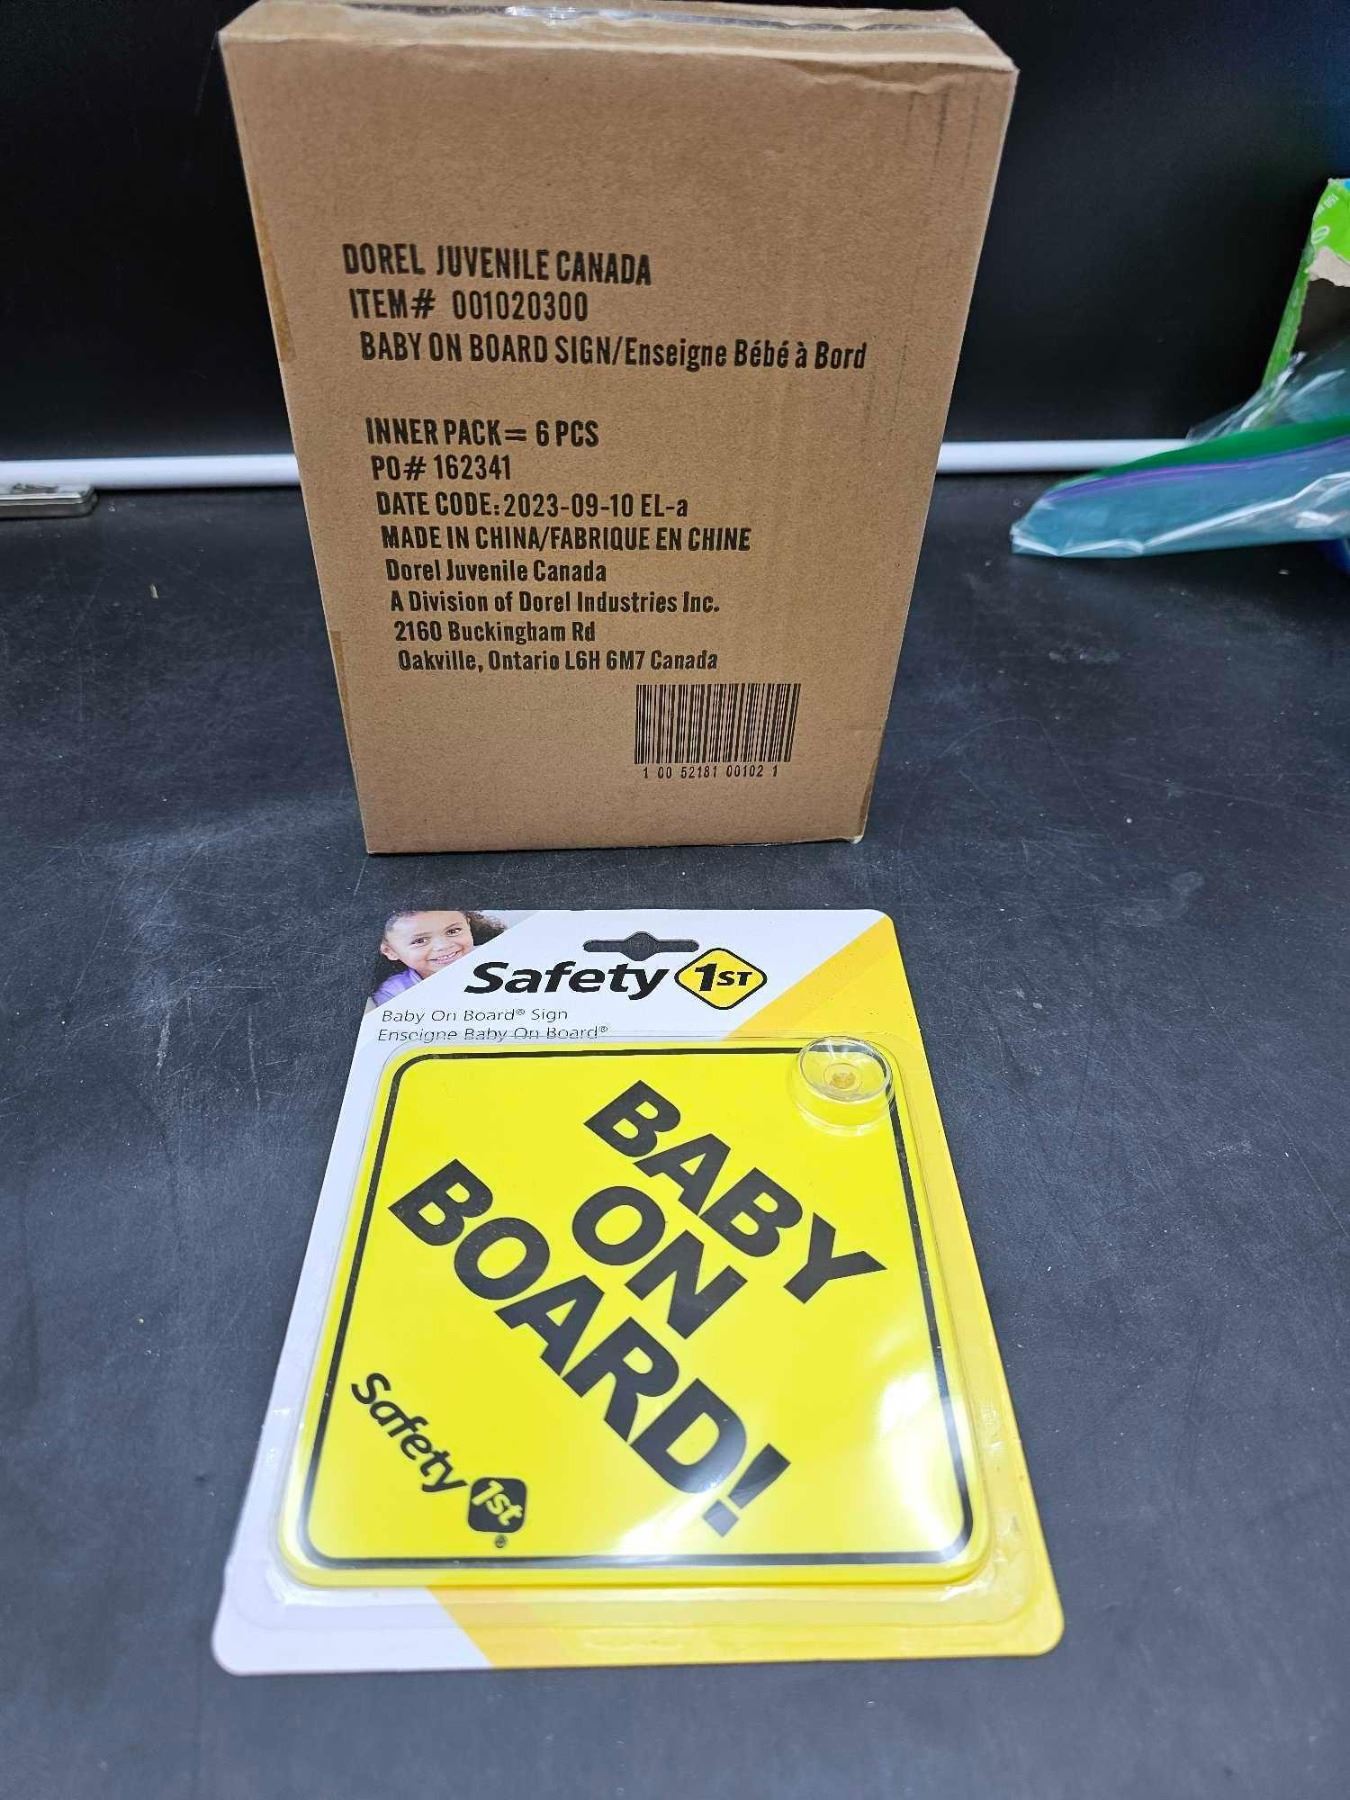 DOREL JUVENILE CANADA
ITEM# 001020300
BABY ON BOARD SIGN/Enseigne Bébé à Bord
INNER PACK= 6 PCS
PO# 162341
DATE CODE: 2023-09-10 EL-a
MADE IN CHINA/FABRIQUE EN CHINE
Dorel Juvenile Canada
A Division of Dorel Industries Inc.
2160 Buckingham Rd
Oakville, Ontario L6H 6M7 Canada
1 00 52181 00102 1
Safety 1ST
Baby On Board® Sign
Enseigne Baby On Board®
BABY
ON
BOARD!
Safety 1st®